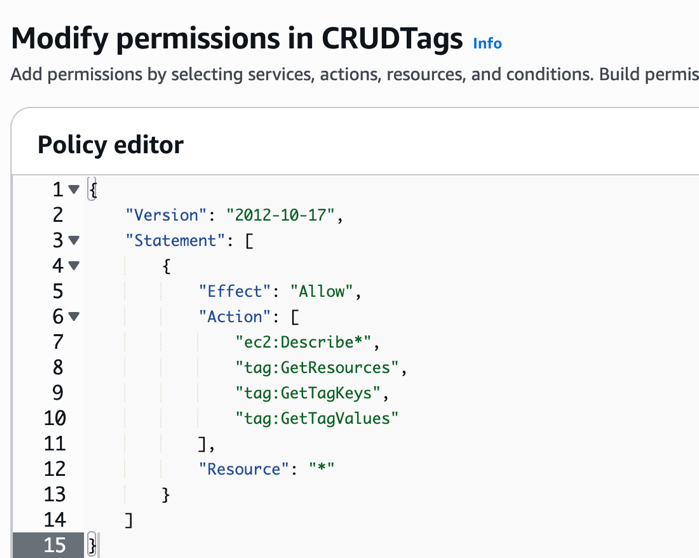 Modify permissions in CRUDTags Info
Add permissions by selecting services, actions, resources, and conditions. Build permis
Policy editor
1 {
2 "Version": "2012-10-17",
3 "Statement": [
4 {
5 "Effect": "Allow",
6 "Action": [
7 "ec2:Describe*",
8 "tag:GetResources",
9 "tag:GetTagKeys",
10 "tag:GetTagValues"
11 ],
12 "Resource": "*"
13 }
14 ]
15 }